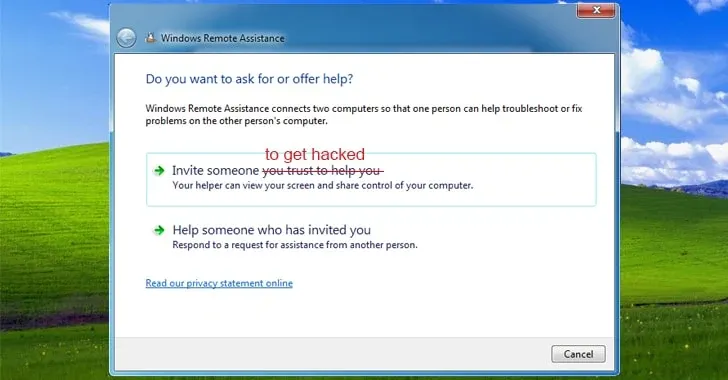 Windows Remote Assistance
Do you want to ask for or offer help?
Windows Remote Assistance connects two computers so that one person can help troubleshoot or fix
problems on the other person's computer.
to get hacked
Invite someone you trust to help you
Your helper can view your screen and share control of your computer.
Help someone who has invited you
Respond to a request for assistance from another person.
Read our privacy statement online
Cancel